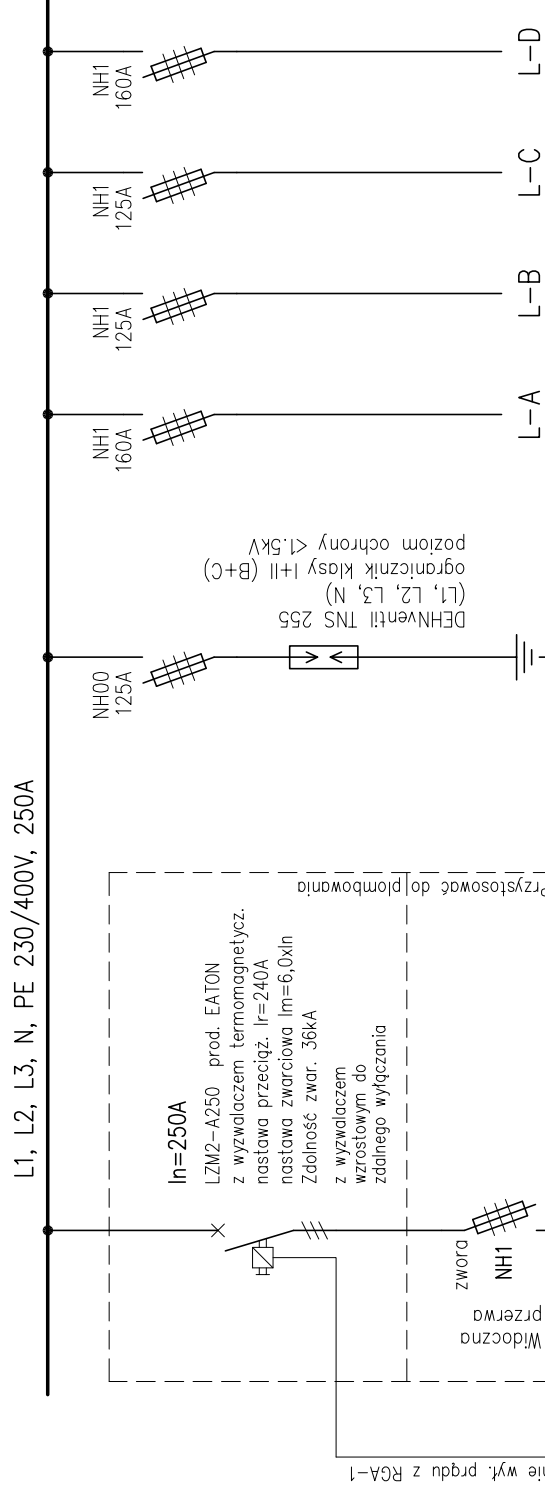 L1, L2, L3, N, PE 230/400V, 250A
In=250A
LZM2-A250 prod. EATON
z wyzwalaczem termomagnetycz.
nastawa przeciąż. Ir=240A
nastawa zwarciowa Im=6,0xIn
Zdolność zwar. 36kA
z wyzwalaczem
wzrostowym do
zdalnego wyłączania
zwora
NH1
Widoczna
przerwa
Przystosować do plombowania
nie wył. prądu z RGA-1
NH00
125A
DEHNventil TNS 255
(L1, L2, L3, N)
ogranicznik klasy I+II (B+C)
poziom ochrony <1.5kV
NH1
160A
L-A
NH1
125A
L-B
NH1
125A
L-C
NH1
160A
L-D